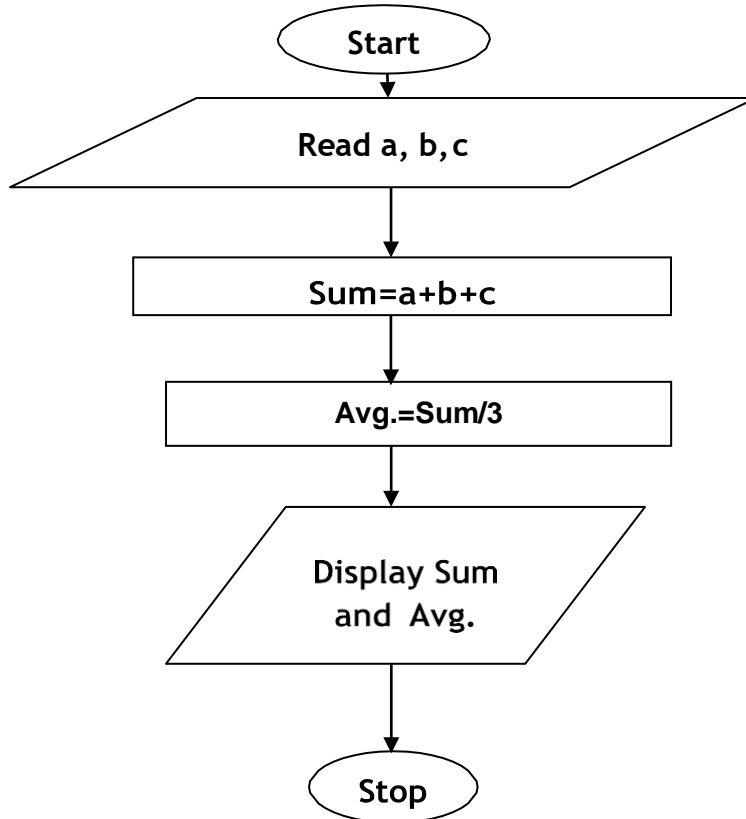 Start
Read a, b,c
Sum=a+b+c
Avg.=Sum/3
Display Sum
and Avg.
Stop